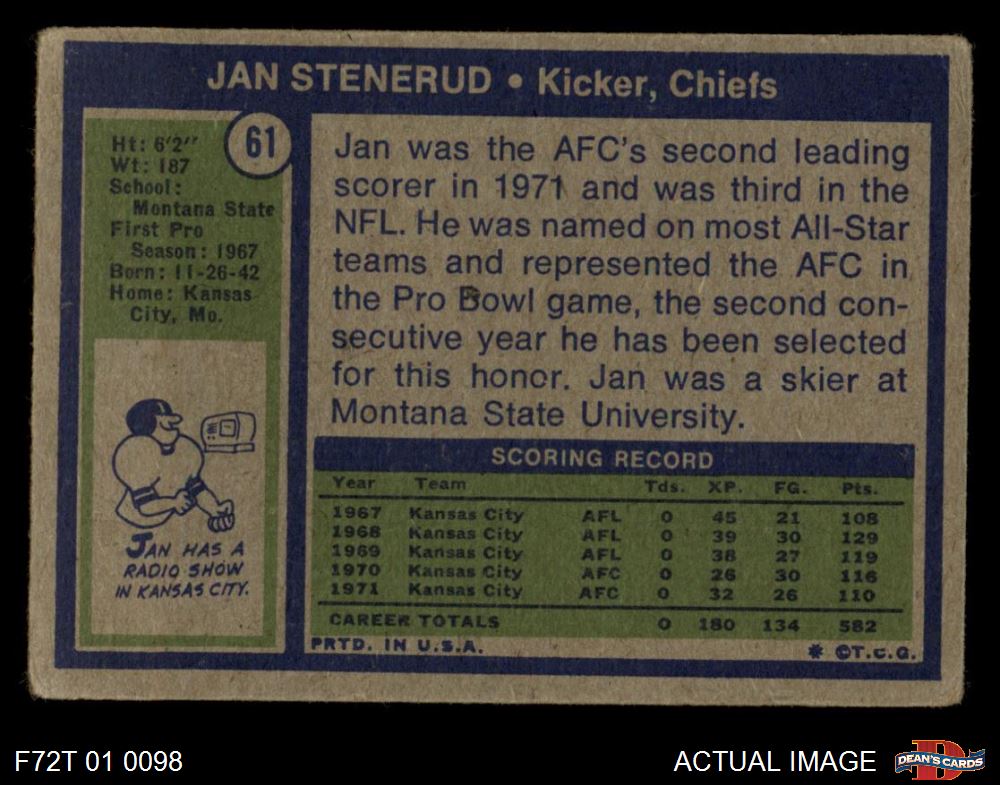 JAN STENERUD • Kicker, Chiefs
61
Ht: 6'2"
Wt: 187
School:
Montana State
First Pro
Season: 1967
Born: 11-26-42
Home: Kansas
City, Mo.
JAN HAS A
RADIO SHOW
IN KANSAS CITY.
Jan was the AFC's second leading
scorer in 1971 and was third in the
NFL. He was named on most All-Star
teams and represented the AFC in
the Pro Bowl game, the second con-
secutive year he has been selected
for this honor. Jan was a skier at
Montana State University.
SCORING RECORD
Year Team Tds. XP. FG. Pts.
1967 Kansas City AFL 0 45 21 108
1968 Kansas City AFL 0 39 30 129
1969 Kansas City AFL 0 38 27 119
1970 Kansas City AFC 0 26 30 116
1971 Kansas City AFC 0 32 26 110
CAREER TOTALS 0 180 134 582
PRTD. IN U.S.A. * ©T.C.G.
F72T 01 0098
ACTUAL IMAGE
D
DEAN'S CARDS